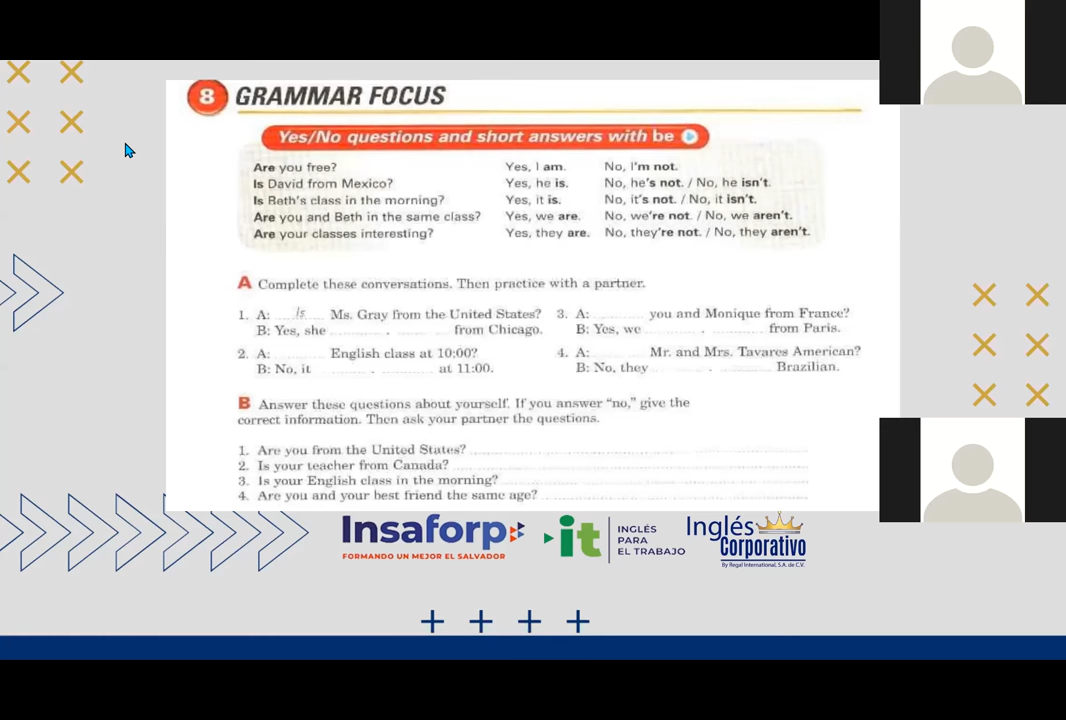 8 GRAMMAR FOCUS
Yes/No questions and short answers with be
Are you free? Yes, I am. No, I'm not.
Is David from Mexico? Yes, he is. No, he's not. / No, he isn't.
Is Beth's class in the morning? Yes, it is. No, it's not. / No, it isn't.
Are you and Beth in the same class? Yes, we are. No, we're not. / No, we aren't.
Are your classes interesting? Yes, they are. No, they're not. / No, they aren't.
A Complete these conversations. Then practice with a partner.
1. A: Is Ms. Gray from the United States?
B: Yes, she ........ . ........ from Chicago.
2. A: ........ English class at 10:00?
B: No, it ........ . ........ at 11:00.
3. A: ........ you and Monique from France?
B: Yes, we ........ . ........ from Paris.
4. A: ........ Mr. and Mrs. Tavares American?
B: No, they ........ . ........ Brazilian.
B Answer these questions about yourself. If you answer "no," give the
correct information. Then ask your partner the questions.
1. Are you from the United States?
2. Is your teacher from Canada?
3. Is your English class in the morning?
4. Are you and your best friend the same age?
Insaforp
FORMANDO UN MEJOR EL SALVADOR
it
INGLÉS
PARA
EL TRABAJO
Inglés
Corporativo
By Regal International, S.A. de C.V.